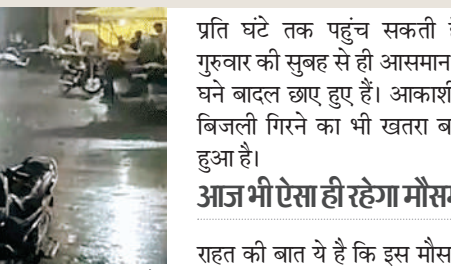 प्रति घंटे तक पहुंच सकती
गुरुवार की सुबह से ही आसमान
घने बादल छाए हुए हैं। आकाशी
बिजली गिरने का भी खतरा ब
हुआ है।
आज भी ऐसा ही रहेगा मौसम
राहत की बात ये है कि इस मौस